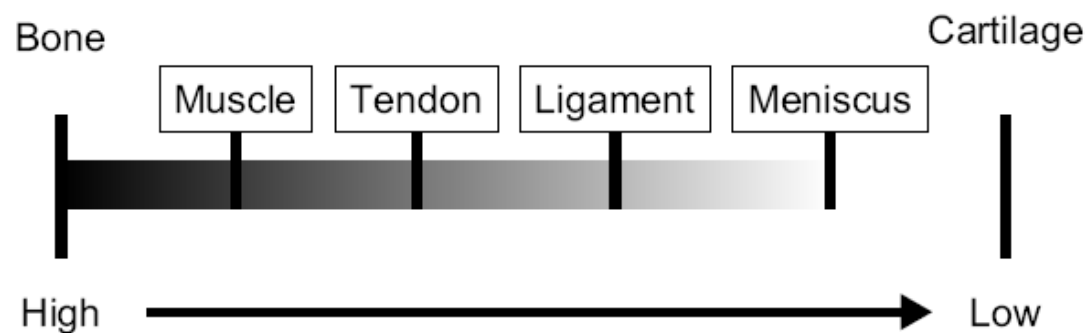 Bone
Cartilage
Muscle
Tendon
Ligament
Meniscus
High
Low